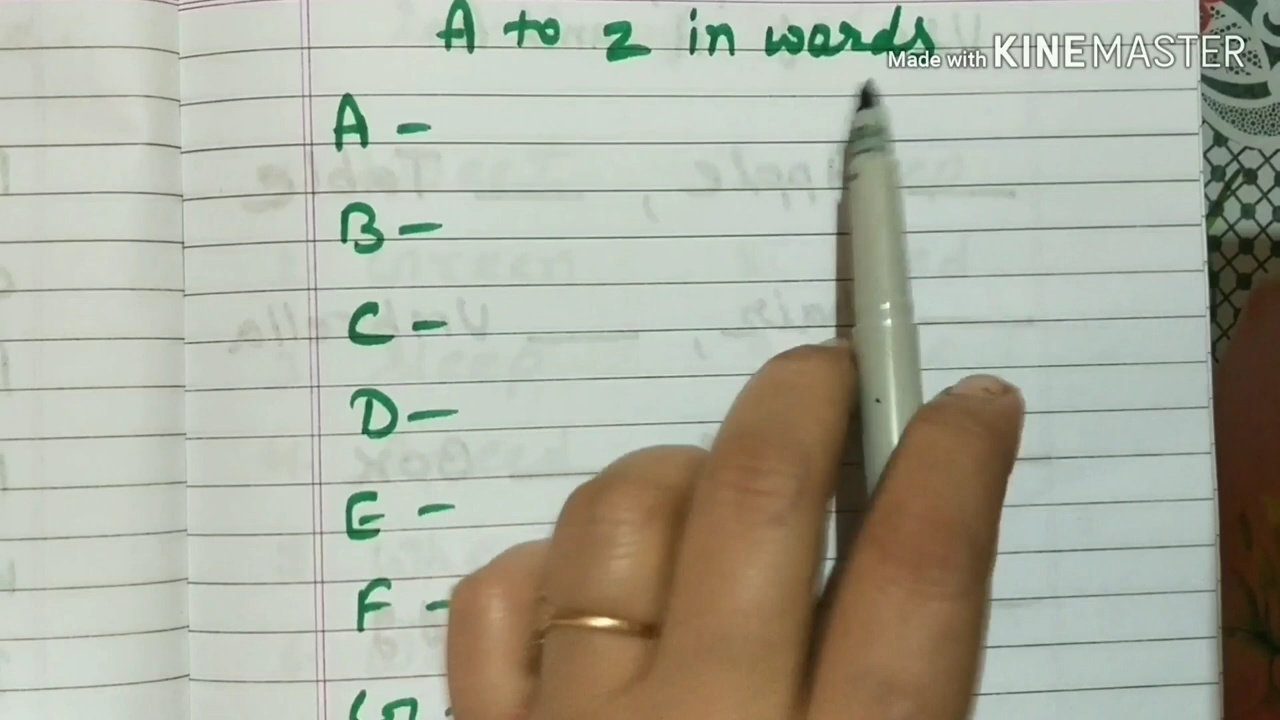 A to z in words
Made with KINEMASTER
A -
B -
C -
D -
E -
F -
G -